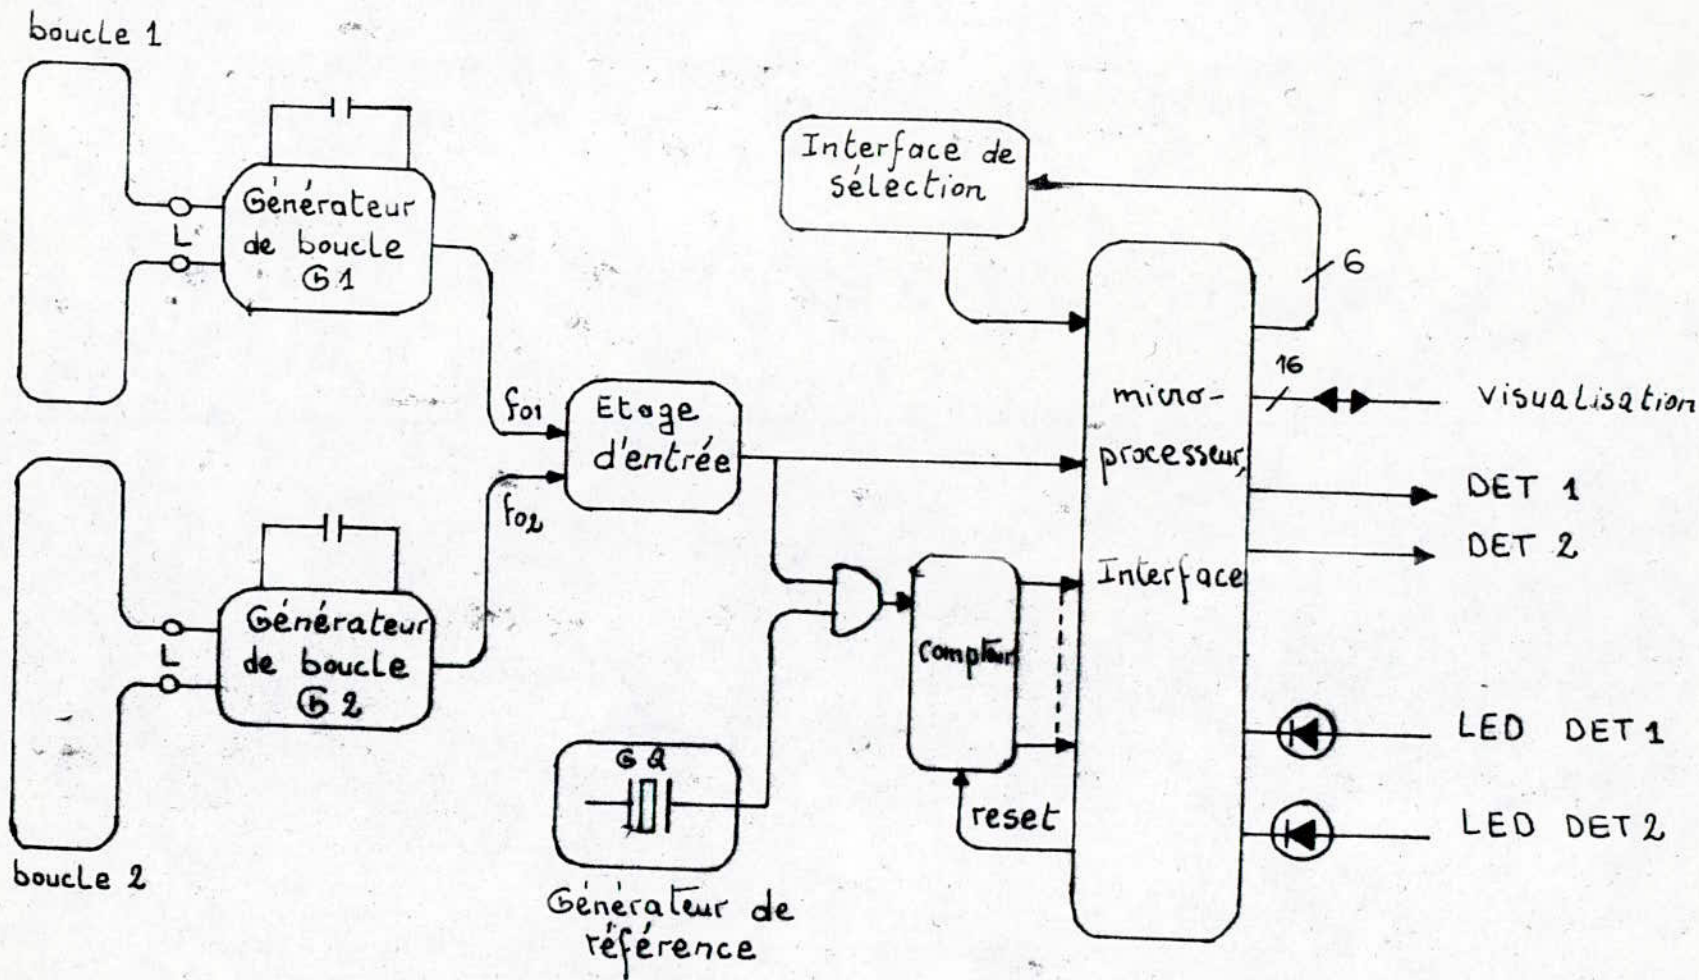 boucle 1
Générateur
de boucle
G1
L
Interface de
sélection
6
16
micro-
processeur,
Interface
visualisation
DET 1
DET 2
LED DET 1
LED DET 2
f01
Etage
d'entrée
f02
Générateur
de boucle
G2
L
boucle 2
compteur
reset
GQ
Générateur de
référence